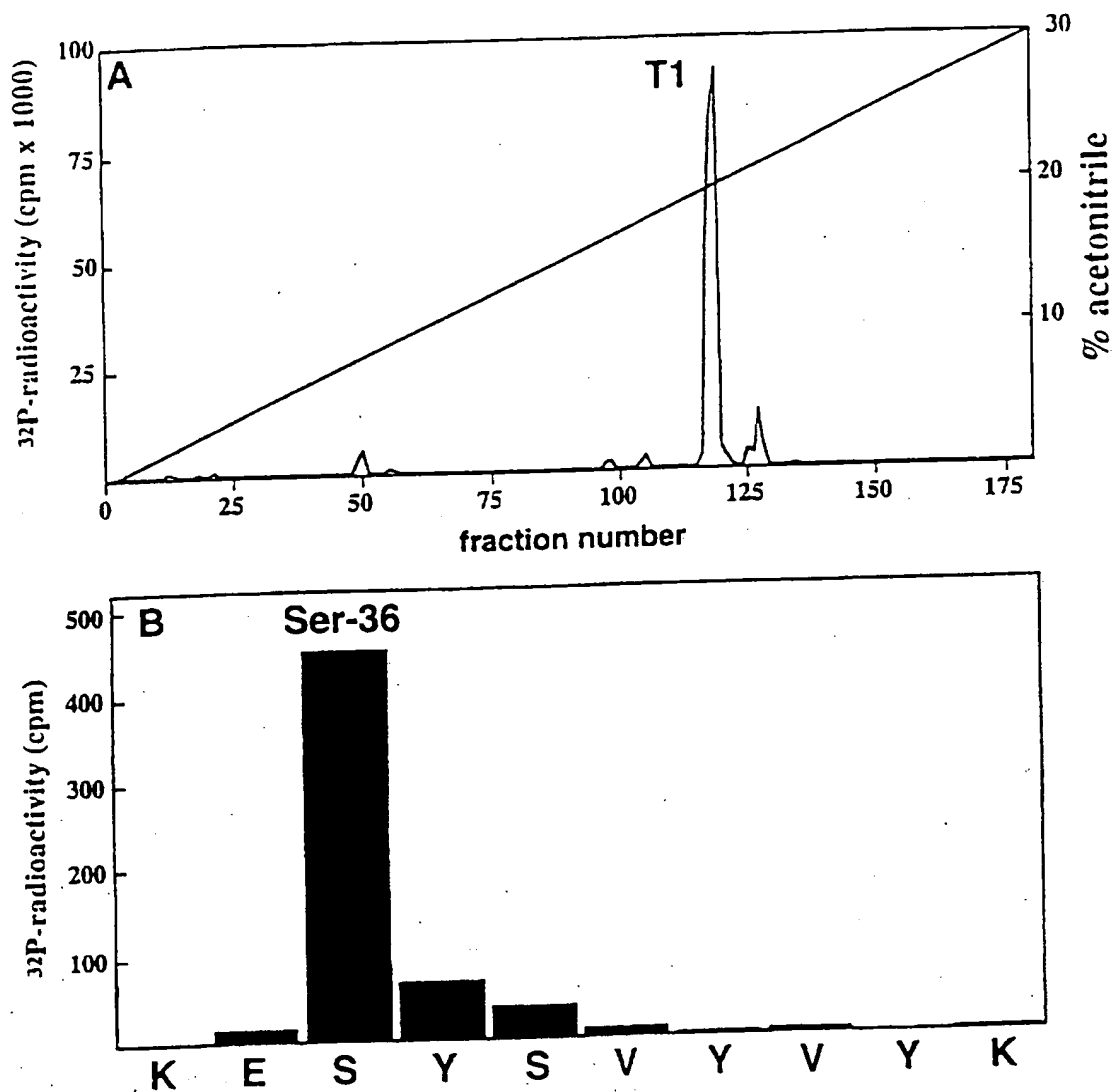 A
T1
100
75
50
25
32P-radioactivity (cpm x 1000)
30
20
10
% acetonitrile
0 25 50 75 100 125 150 175
fraction number
B
Ser-36
500
400
300
200
100
32P-radioactivity (cpm)
K E S Y S V Y V Y K